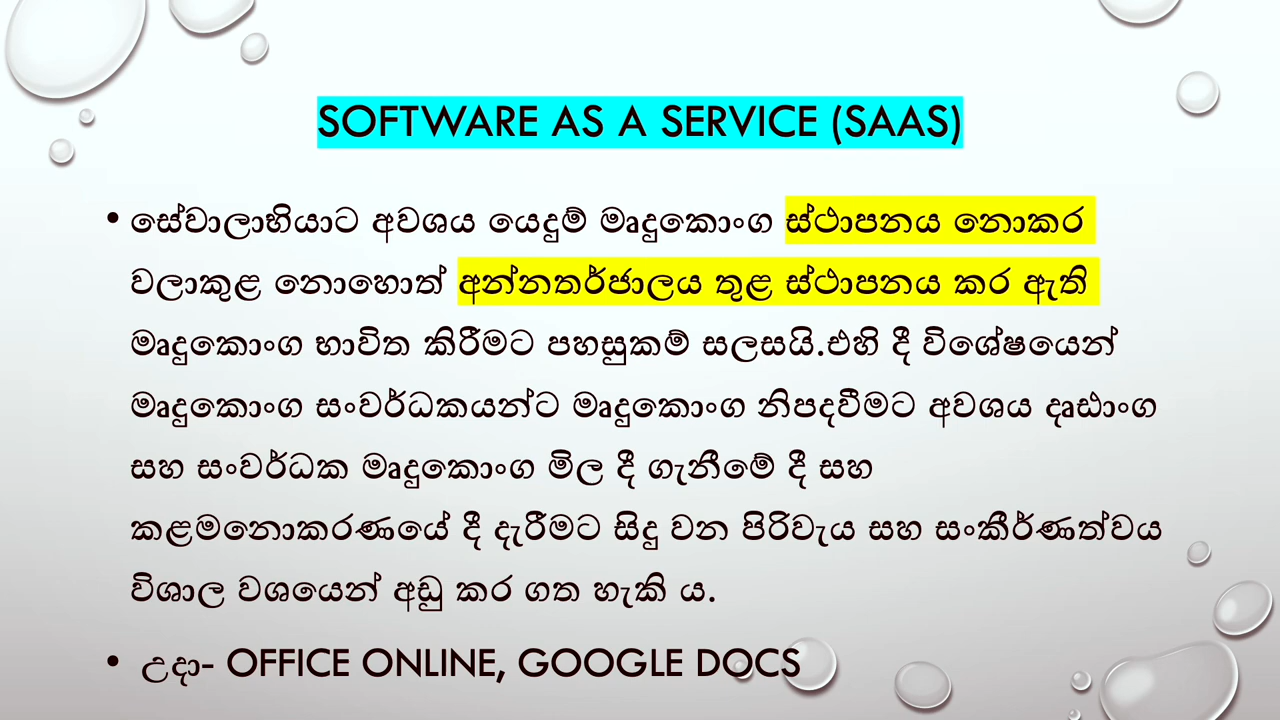 SOFTWARE AS A SERVICE (SAAS)
• සේවාලාභියාට අවශය යෙදුම් මෘදුකොංග ස්ථාපනය නොකර
වලාකුළ නොහොත් අන්නතර්ජාලය තුළ ස්ථාපනය කර ඇති
මෘදුකොංග භාවිත කිරීමට පහසුකම් සලසයි.එහි දී විශේෂයෙන්
මෘදුකොංග සංවර්ධකයන්ට මෘදුකොංග නිපදවීමට අවශය දෘඪාංග
සහ සංවර්ධක මෘදුකොංග මිල දී ගැනීමේ දී සහ
කළමනොකරණයේ දී දැරීමට සිදු වන පිරිවැය සහ සංකීර්ණත්වය
විශාල වශයෙන් අඩු කර ගත හැකි ය.
• උදා- OFFICE ONLINE, GOOGLE DOCS